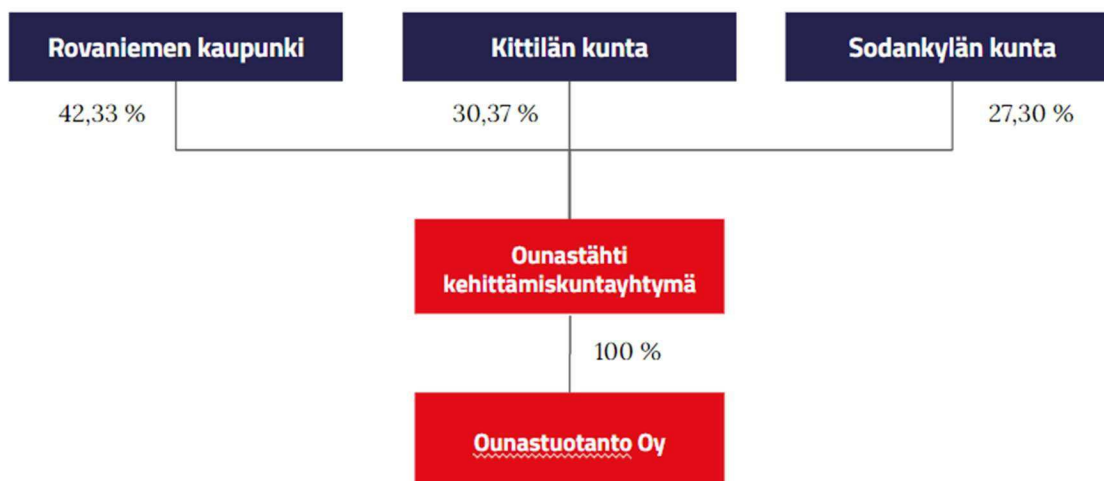 Rovaniemen kaupunki
Kittilän kunta
Sodankylän kunta
42,33 %
30,37 %
27,30 %
Ounastähti
kehittämiskuntayhtymä
100 %
Ounastuotanto Oy